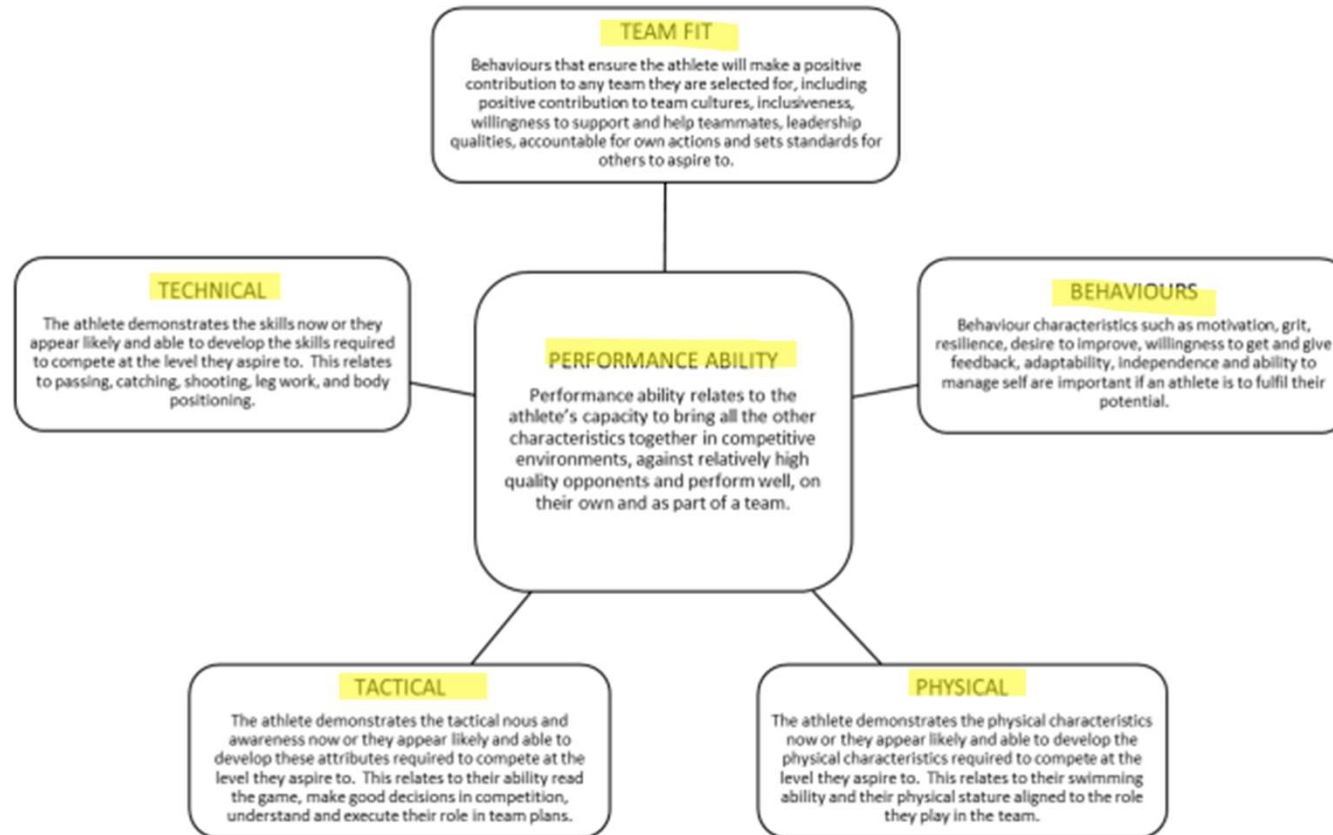 TEAM FIT
Behaviours that ensure the athlete will make a positive
contribution to any team they are selected for, including
positive contribution to team cultures, inclusiveness,
willingness to support and help teammates, leadership
qualities, accountable for own actions and sets standards for
others to aspire to.
TECHNICAL
The athlete demonstrates the skills now or they
appear likely and able to develop the skills required
to compete at the level they aspire to. This relates
to passing, catching, shooting, leg work, and body
positioning.
PERFORMANCE ABILITY
Performance ability relates to the
athlete's capacity to bring all the other
characteristics together in competitive
environments, against relatively high
quality opponents and perform well, on
their own and as part of a team.
BEHAVIOURS
Behaviour characteristics such as motivation, grit,
resilience, desire to improve, willingness to get and give
feedback, adaptability, independence and ability to
manage self are important if an athlete is to fulfil their
potential.
TACTICAL
The athlete demonstrates the tactical nous and
awareness now or they appear likely and able to
develop these attributes required to compete at the
level they aspire to. This relates to their ability read
the game, make good decisions in competition,
understand and execute their role in team plans.
PHYSICAL
The athlete demonstrates the physical characteristics
now or they appear likely and able to develop the
physical characteristics required to compete at the
level they aspire to. This relates to their swimming
ability and their physical stature aligned to the role
they play in the team.